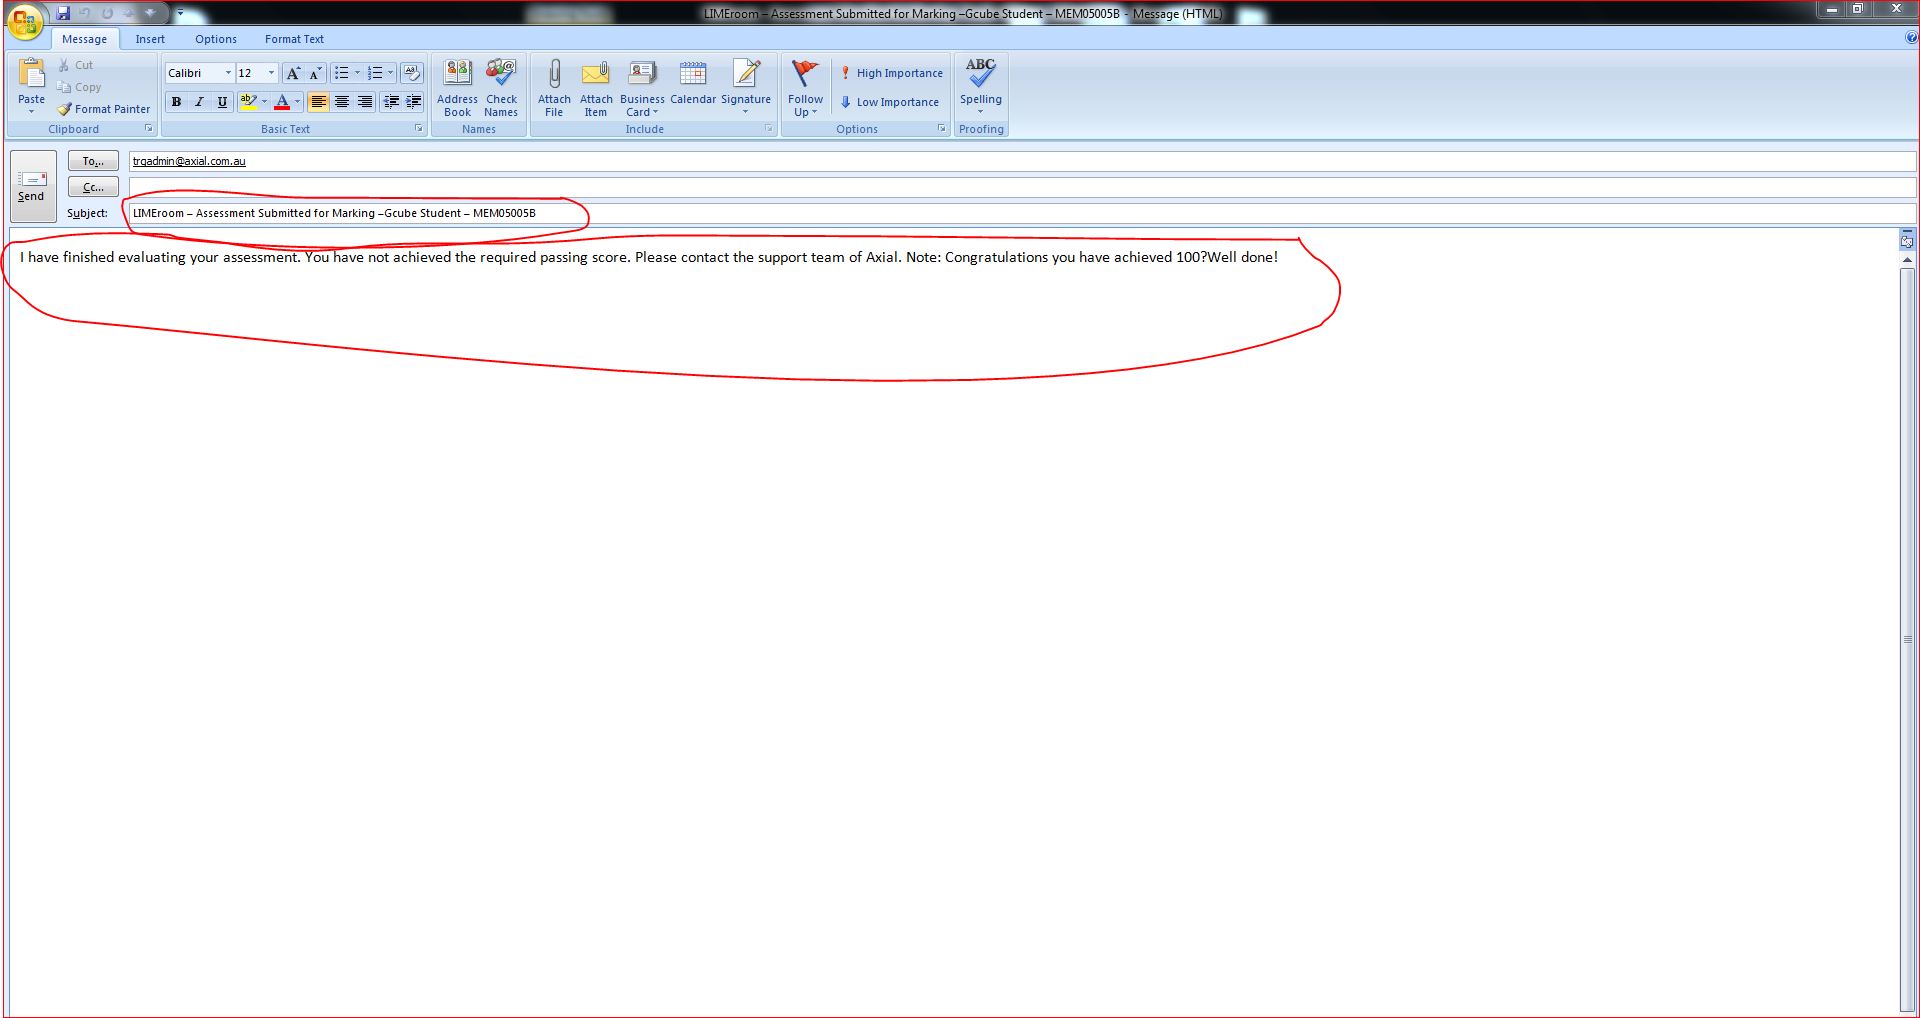 LIMEroom – Assessment Submitted for Marking –Gcube Student – MEM05005B - Message (HTML)
Message Insert Options Format Text
Cut
Calibri 12
High Importance
Copy
Paste
Format Painter
B I U
Address Book
Check Names
Attach File
Attach Item
Business Card
Calendar
Signature
Follow Up
Low Importance
ABC
Spelling
Clipboard Basic Text Names Include Options Proofing
To... trqadmin@axial.com.au
Cc...
Send
Subject: LIMEroom – Assessment Submitted for Marking –Gcube Student – MEM05005B
I have finished evaluating your assessment. You have not achieved the required passing score. Please contact the support team of Axial. Note: Congratulations you have achieved 100?Well done!